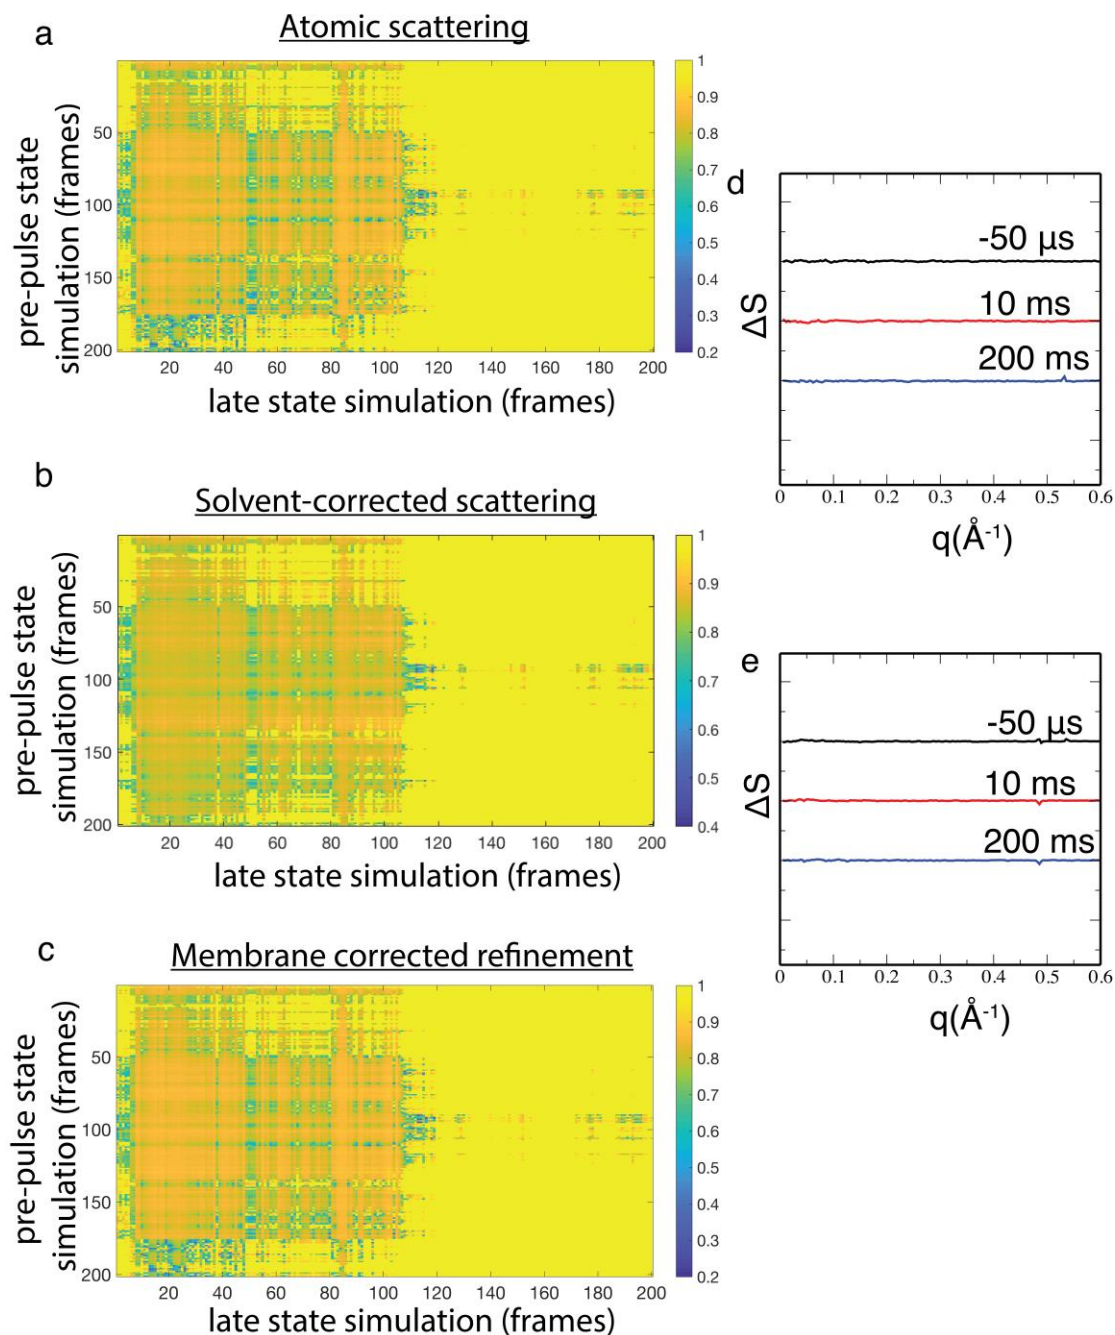 a
Atomic scattering
pre-pulse state
simulation (frames)
50
100
150
200
20 40 60 80 100 120 140 160 180 200
late state simulation (frames)
1
0.9
0.8
0.7
0.6
0.5
0.4
0.3
0.2
b
Solvent-corrected scattering
pre-pulse state
simulation (frames)
50
100
150
200
20 40 60 80 100 120 140 160 180 200
late state simulation (frames)
1
0.9
0.8
0.7
0.6
0.5
0.4
c
Membrane corrected refinement
pre-pulse state
simulation (frames)
50
100
150
200
20 40 60 80 100 120 140 160 180 200
late state simulation (frames)
1
0.9
0.8
0.7
0.6
0.5
0.4
0.3
0.2
d
ΔS
-50 μs
10 ms
200 ms
0 0.1 0.2 0.3 0.4 0.5 0.6
q(Å-1)
e
ΔS
-50 μs
10 ms
200 ms
0 0.1 0.2 0.3 0.4 0.5 0.6
q(Å-1)